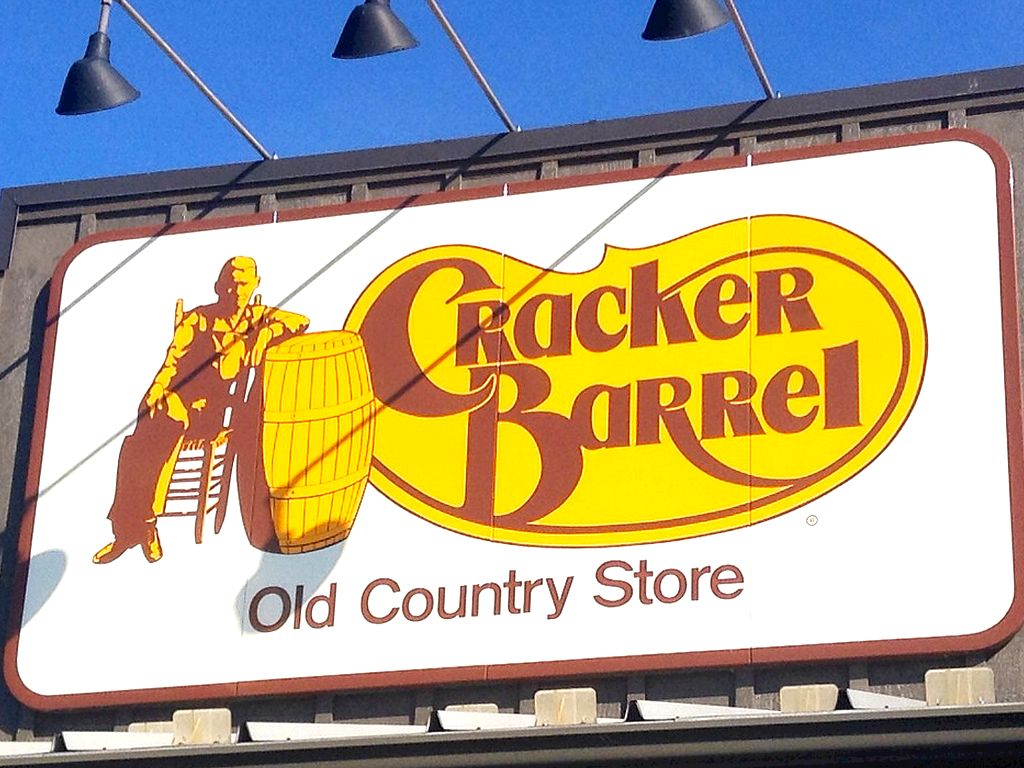 Cracker
Barrel
®
Old Country Store